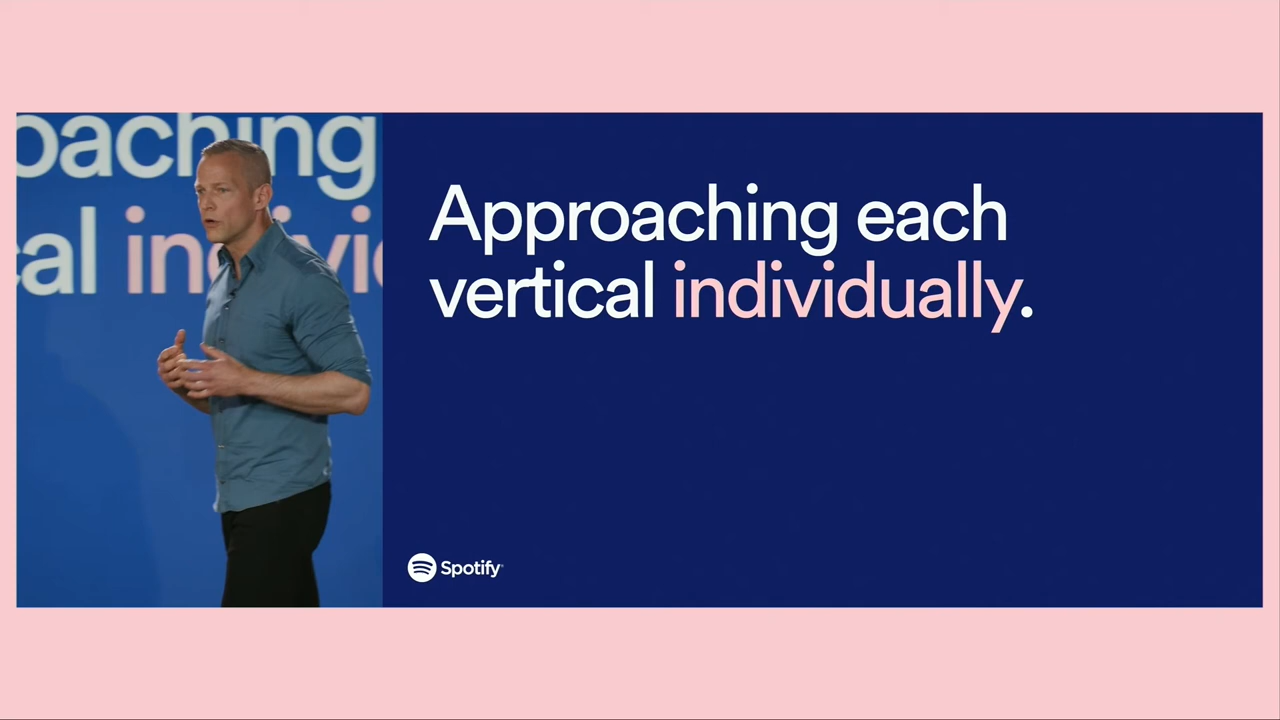 oaching
cal indivi
Approaching each
vertical individually.
Spotify